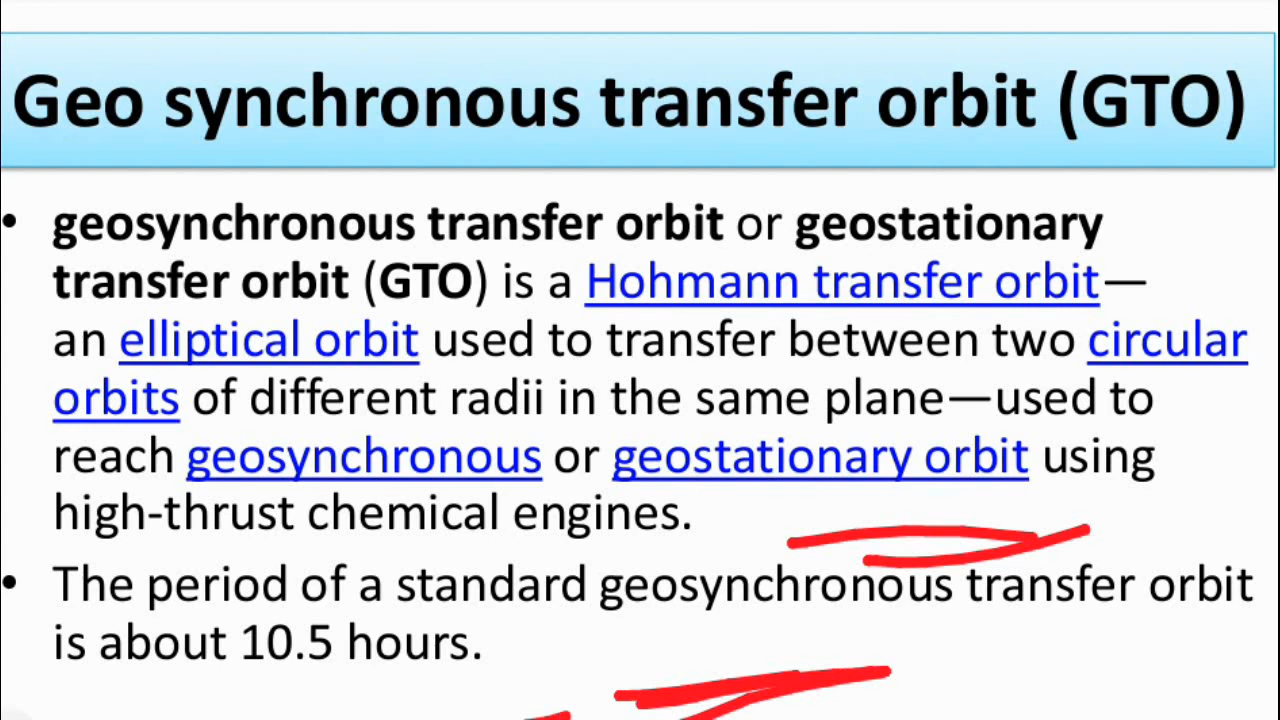 Geo synchronous transfer orbit (GTO)
• geosynchronous transfer orbit or geostationary
transfer orbit (GTO) is a Hohmann transfer orbit—
an elliptical orbit used to transfer between two circular
orbits of different radii in the same plane—used to
reach geosynchronous or geostationary orbit using
high-thrust chemical engines.
• The period of a standard geosynchronous transfer orbit
is about 10.5 hours.